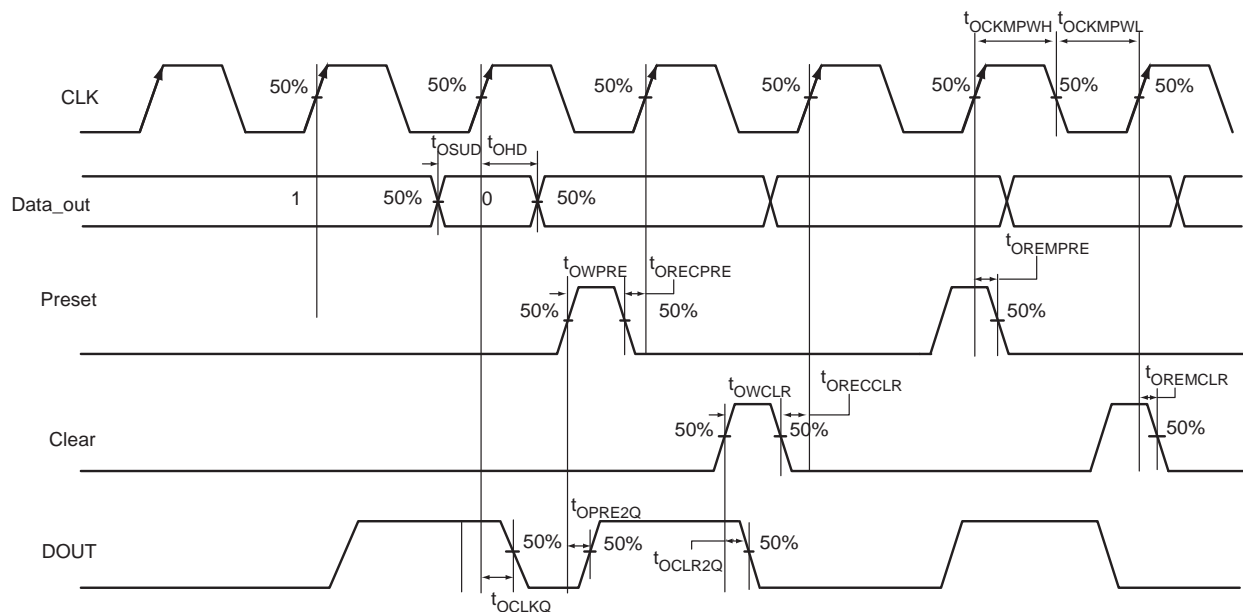 tOCKMPWH tOCKMPWL
CLK 50% 50% 50% 50% 50% 50% 50%
tOSUD tOHD
Data_out 1 50% 0 50%
tOREMPRE
tOWPRE tORECPRE
Preset 50% 50% 50%
tOWCLR tORECCLR tOREMCLR
Clear 50% 50% 50%
tOPRE2Q
DOUT 50% 50% tOCLR2Q 50%
tOCLKQ